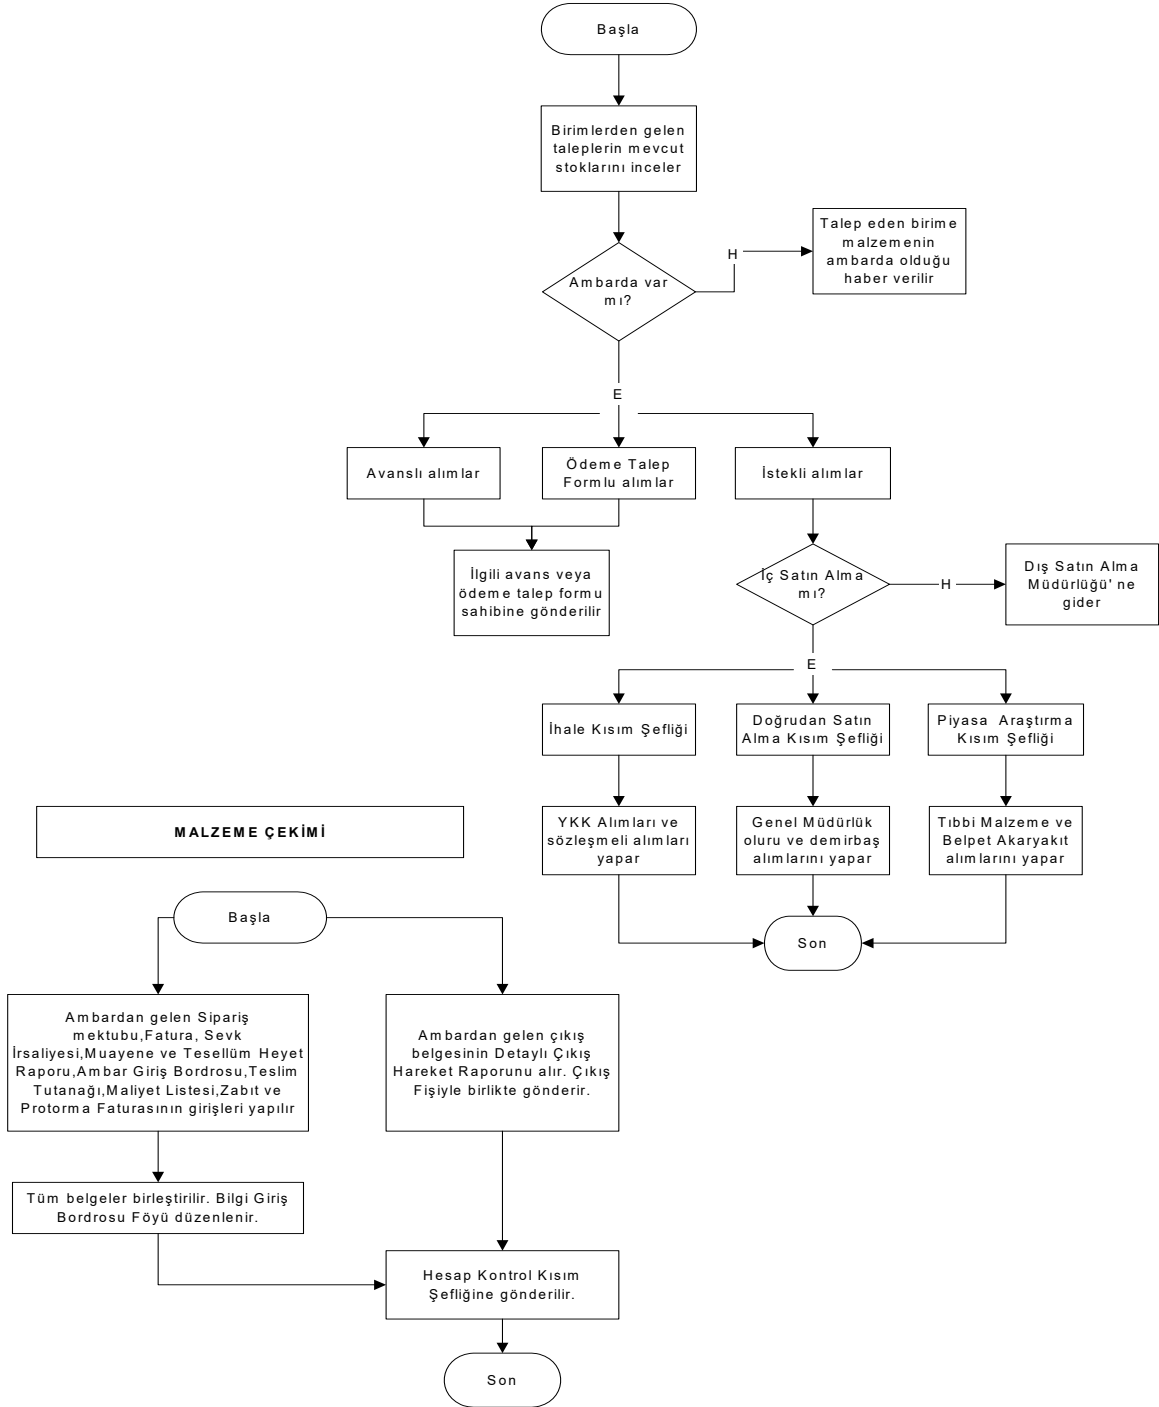 Başla
Birimlerden gelen
taleplerin mevcut
stoklarını inceler
Talep eden birime
malzemenin
ambarda olduğu
haber verilir
H
Ambarda var
mı?
E
Avanslı alımlar
Ödeme Talep
Formlu alımlar
İstekli alımlar
İlgili avans veya
ödeme talep formu
sahibine gönderilir
İç Satın Alma
mı?
H
Dış Satın Alma
Müdürlüğü' ne
gider
E
İhale Kısım Şefliği
Doğrudan Satın
Alma Kısım Şefliği
Piyasa Araştırma
Kısım Şefliği
YKK Alımları ve
sözleşmeli alımları
yapar
Genel Müdürlük
oluru ve demirbaş
alımlarını yapar
Tıbbi Malzeme ve
Belpet Akaryakıt
alımlarını yapar
Son
MALZEME ÇEKİMİ
Başla
Ambardan gelen Sipariş
mektubu,Fatura, Sevk
İrsaliyesi,Muayene ve Tesellüm Heyet
Raporu,Ambar Giriş Bordrosu,Teslim
Tutanağı,Maliyet Listesi,Zabıt ve
Protorma Faturasının girişleri yapılır
Ambardan gelen çıkış
belgesinin Detaylı Çıkış
Hareket Raporunu alır. Çıkış
Fişiyle birlikte gönderir.
Tüm belgeler birleştirilir. Bilgi Giriş
Bordrosu Föyü düzenlenir.
Hesap Kontrol Kısım
Şefliğine gönderilir.
Son